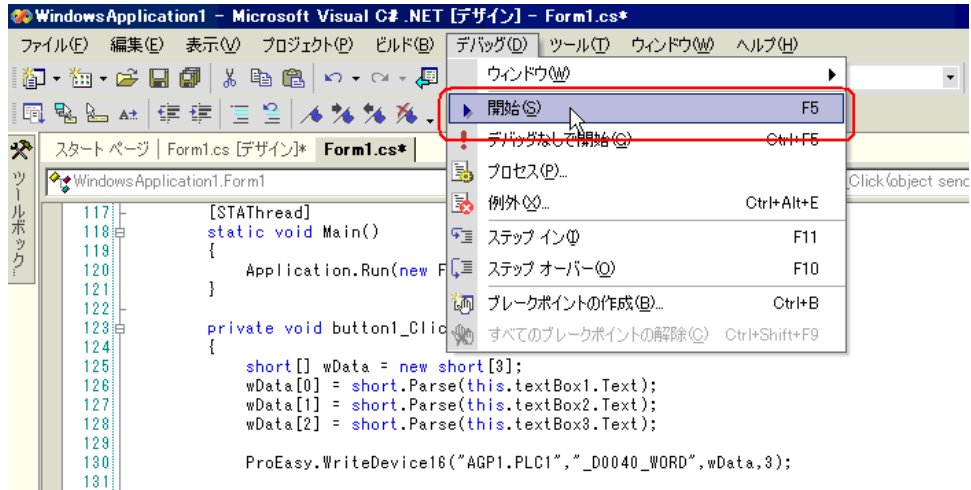 WindowsApplication1 - Microsoft Visual C# .NET [デザイン] - Form1.cs*
ファイル(F) 編集(E) 表示(V) プロジェクト(P) ビルド(B) デバッグ(D) ツール(T) ウィンドウ(W) ヘルプ(H)
ウィンドウ(W)
開始(S) F5
デバッグなしで開始(G) Ctrl+F5
プロセス(P)...
例外(X)... Ctrl+Alt+E
ステップ イン(I) F11
ステップ オーバー(O) F10
ブレークポイントの作成(B)... Ctrl+B
すべてのブレークポイントの解除(C) Ctrl+Shift+F9
スタート ページ Form1.cs [デザイン]* Form1.cs*
ツールボックス
WindowsApplication1.Form1 _Click(object send
117 [STAThread]
118 static void Main()
119 {
120 Application.Run(new F
121 }
122
123 private void button1_Clic
124 {
125 short[] wData = new short[3];
126 wData[0] = short.Parse(this.textBox1.Text);
127 wData[1] = short.Parse(this.textBox2.Text);
128 wData[2] = short.Parse(this.textBox3.Text);
129
130 ProEasy.WriteDevice16("AGP1.PLC1","_D0040_WORD",wData,3);
131